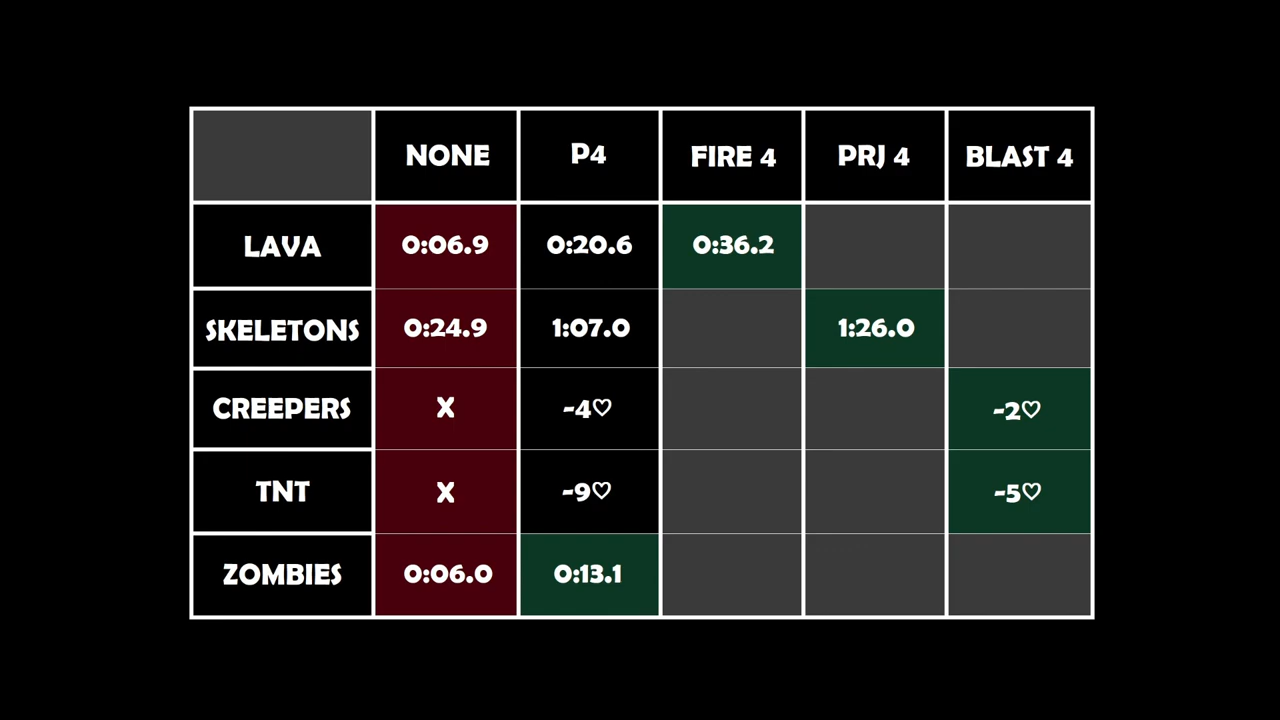 NONE P4 FIRE 4 PRJ 4 BLAST 4
LAVA 0:06.9 0:20.6 0:36.2
SKELETONS 0:24.9 1:07.0 1:26.0
CREEPERS X -4♡ -2♡
TNT X -9♡ -5♡
ZOMBIES 0:06.0 0:13.1